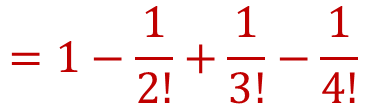 = 1 − 1/2! + 1/3! − 1/4!